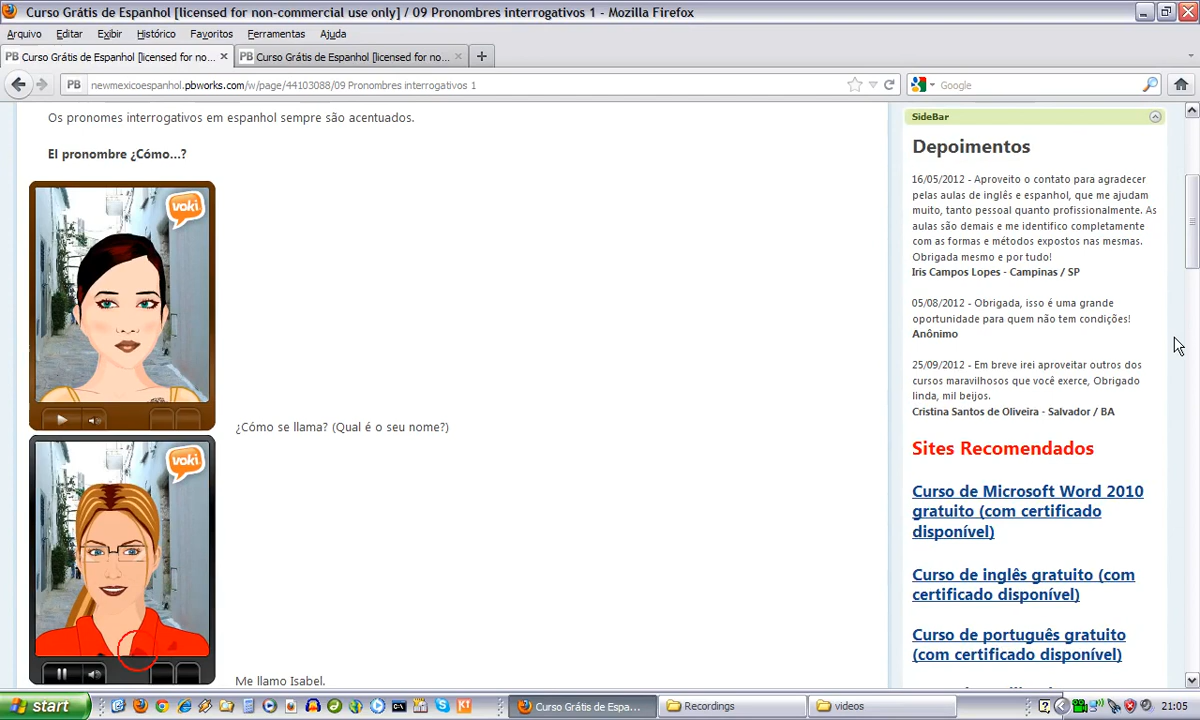 Curso Grátis de Espanhol [licensed for non-commercial use only] / 09 Pronombres interrogativos 1 - Mozilla Firefox
Arquivo Editar Exibir Histórico Favoritos Ferramentas Ajuda
PB Curso Grátis de Espanhol [licensed for no... × PB Curso Grátis de Espanhol [licensed for no... × +
PB newmexicoespanhol.pbworks.com/w/page/44103088/09 Pronombres interrogativos 1 Google
Os pronomes interrogativos em espanhol sempre são acentuados.
El pronombre ¿Cómo...?
voki
¿Cómo se llama? (Qual é o seu nome?)
voki
Me llamo Isabel.
SideBar
Depoimentos
16/05/2012 - Aproveito o contato para agradecer
pelas aulas de inglês e espanhol, que me ajudam
muito, tanto pessoal quanto profissionalmente. As
aulas são demais e me identifico completamente
com as formas e métodos expostos nas mesmas.
Obrigada mesmo e por tudo!
Iris Campos Lopes - Campinas / SP
05/08/2012 - Obrigada, isso é uma grande
oportunidade para quem não tem condições!
Anônimo
25/09/2012 - Em breve irei aproveitar outros dos
cursos maravilhosos que você exerce, Obrigado
linda, mil beijos.
Cristina Santos de Oliveira - Salvador / BA
Sites Recomendados
Curso de Microsoft Word 2010
gratuito (com certificado
disponível)
Curso de inglês gratuito (com
certificado disponível)
Curso de português gratuito
(com certificado disponível)
start Curso Grátis de Espa... Recordings videos 21:05